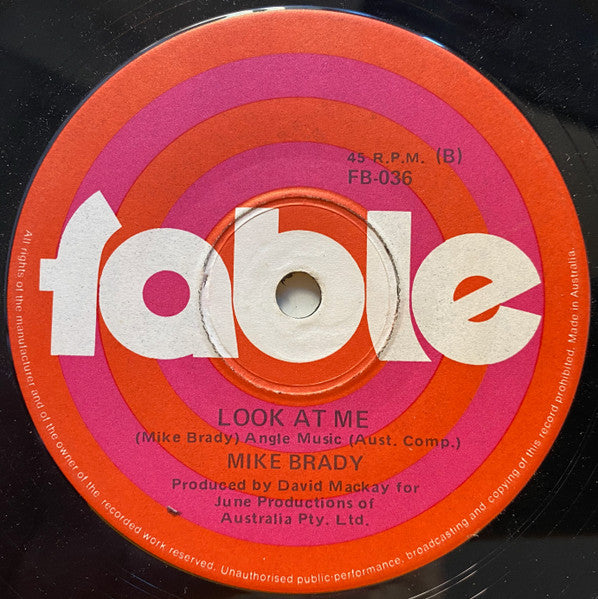 45 R.P.M. (B)
FB-036
fable
LOOK AT ME
(Mike Brady) Angle Music (Aust. Comp.)
MIKE BRADY
Produced by David Mackay for
June Productions of
Australia Pty. Ltd.
All rights of the manufacturer and of the owner of the recorded work reserved. Unauthorised public performance, broadcasting and copying of this record prohibited. Made in Australia.